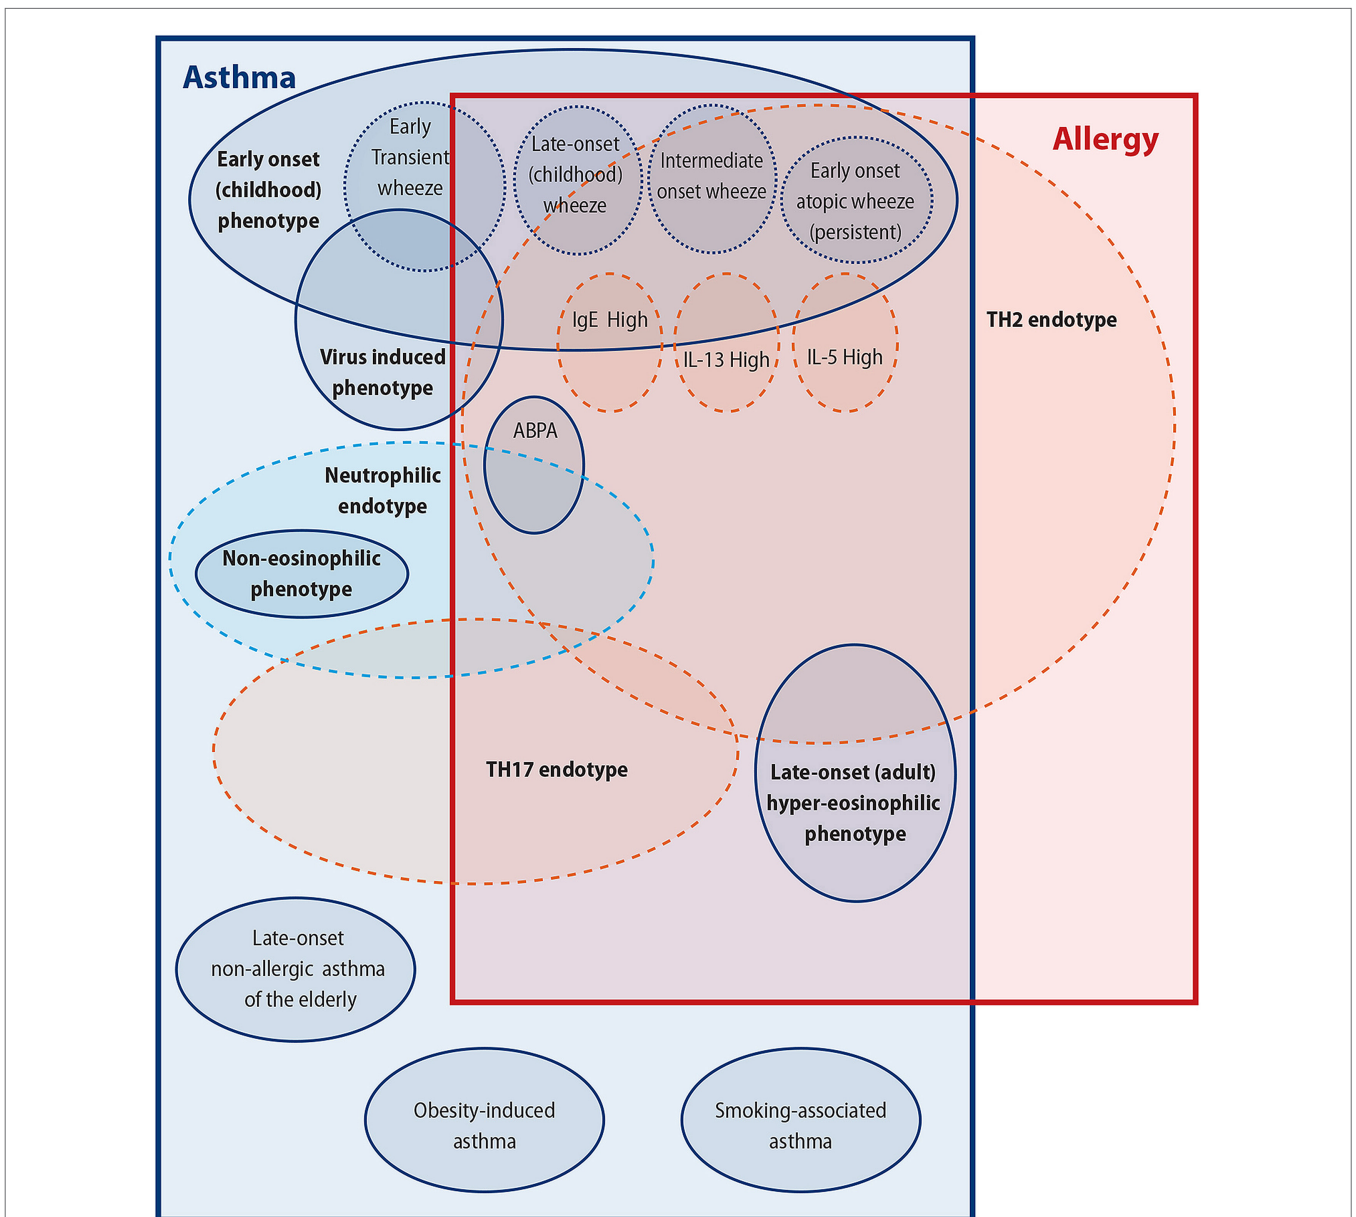 Asthma
Allergy
Early onset
(childhood)
phenotype
Early
Transient
wheeze
Late-onset
(childhood)
wheeze
Intermediate
onset wheeze
Early onset
atopic wheeze
(persistent)
TH2 endotype
IgE High
IL-13 High
IL-5 High
Virus induced
phenotype
ABPA
Neutrophilic
endotype
Non-eosinophilic
phenotype
TH17 endotype
Late-onset (adult)
hyper-eosinophilic
phenotype
Late-onset
non-allergic asthma
of the elderly
Obesity-induced
asthma
Smoking-associated
asthma